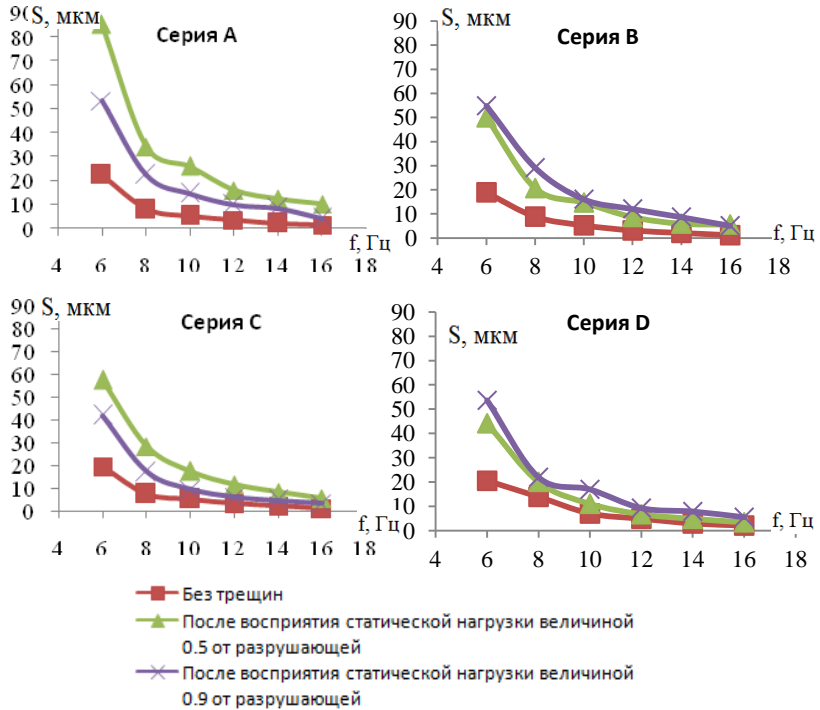 S, мкм
Серия A
90
80
70
60
50
40
30
20
10
0
f, Гц
4 6 8 10 12 14 16 18
S, мкм
Серия B
90
80
70
60
50
40
30
20
10
0
f, Гц
4 6 8 10 12 14 16 18
S, мкм
Серия C
90
80
70
60
50
40
30
20
10
0
f, Гц
4 6 8 10 12 14 16 18
Серия D
S, мкм
90
80
70
60
50
40
30
20
10
0
f, Гц
4 6 8 10 12 14 16 18
Без трещин
После восприятия статической нагрузки величиной
0.5 от разрушающей
После восприятия статической нагрузки величиной
0.9 от разрушающей